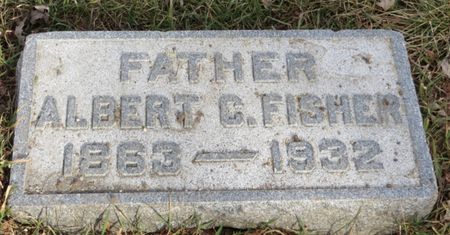 FATHER
ALBERT C. FISHER
1863 — 1932